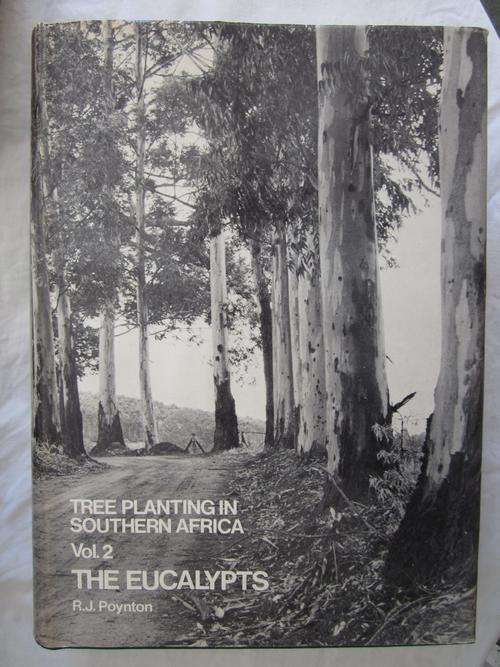 TREE PLANTING IN
SOUTHERN AFRICA
Vol. 2
THE EUCALYPTS
R.J. Poynton